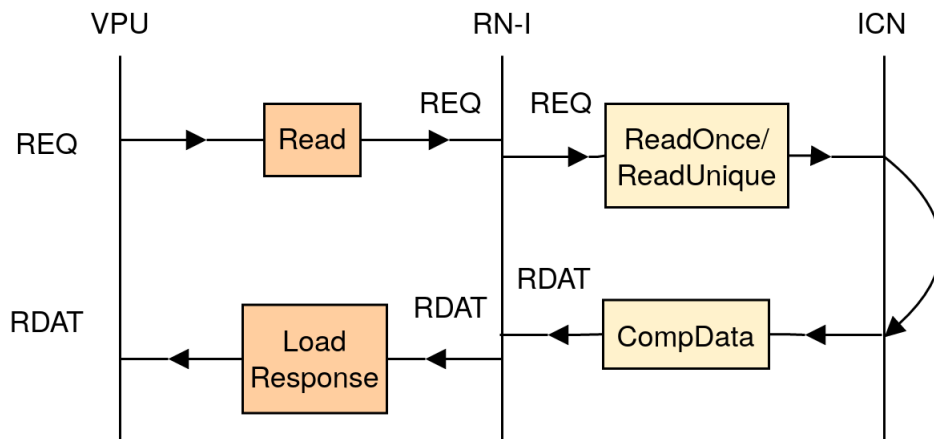 VPU
RN-I
ICN
REQ
Read
REQ
REQ
ReadOnce/
ReadUnique
RDAT
Load
Response
RDAT
RDAT
CompData